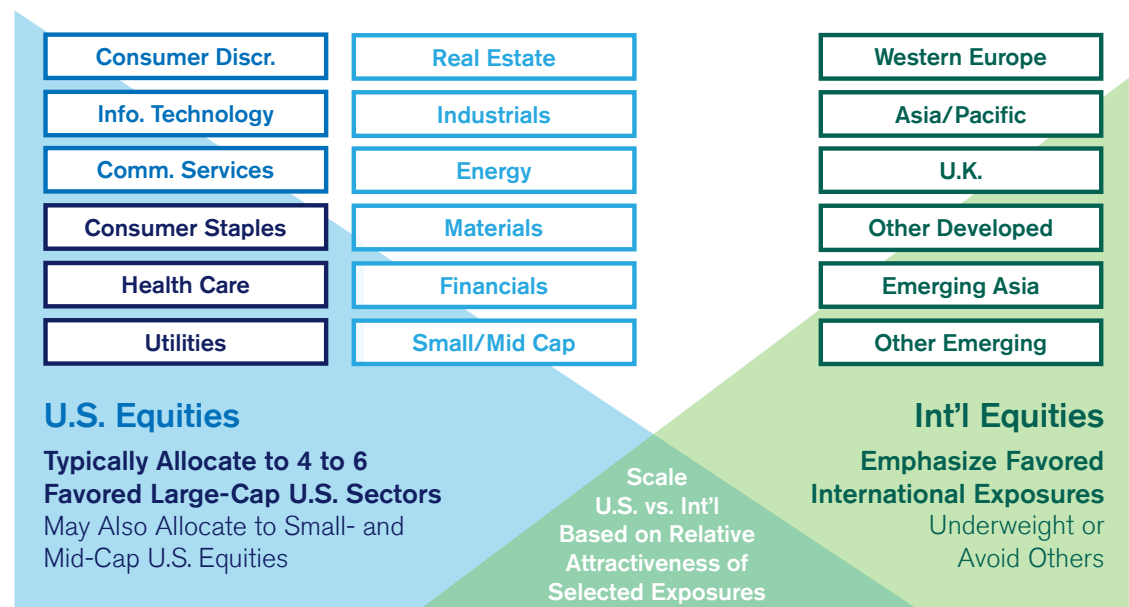 Consumer Discr.
Info. Technology
Comm. Services
Consumer Staples
Health Care
Utilities
Real Estate
Industrials
Energy
Materials
Financials
Small/Mid Cap
Western Europe
Asia/Pacific
U.K.
Other Developed
Emerging Asia
Other Emerging
U.S. Equities
Typically Allocate to 4 to 6
Favored Large-Cap U.S. Sectors
May Also Allocate to Small- and
Mid-Cap U.S. Equities
Scale
U.S. vs. Int’l
Based on Relative
Attractiveness of
Selected Exposures
Int’l Equities
Emphasize Favored
International Exposures
Underweight or
Avoid Others